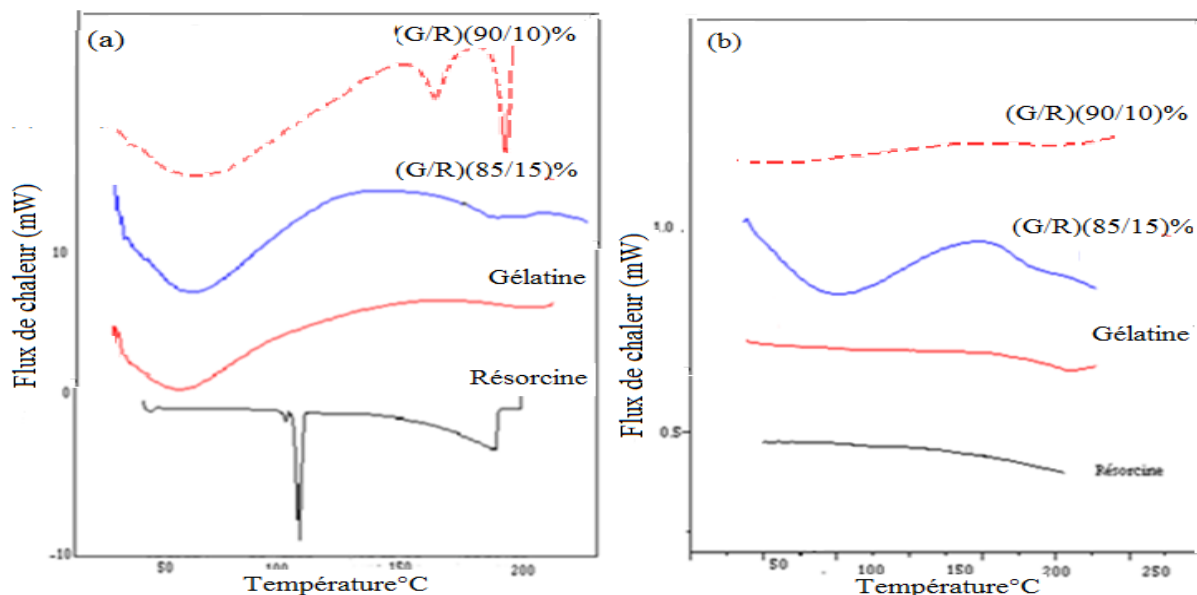 (a)
(G/R)(90/10)%
(G/R)(85/15)%
Gélatine
Résorcine
Flux de chaleur (mW)
10
0
-10
50
100
150
200
Température°C
(b)
(G/R)(90/10)%
(G/R)(85/15)%
Gélatine
Résorcine
Flux de chaleur (mW)
1.0
0.5
50
100
150
200
250
Température°C